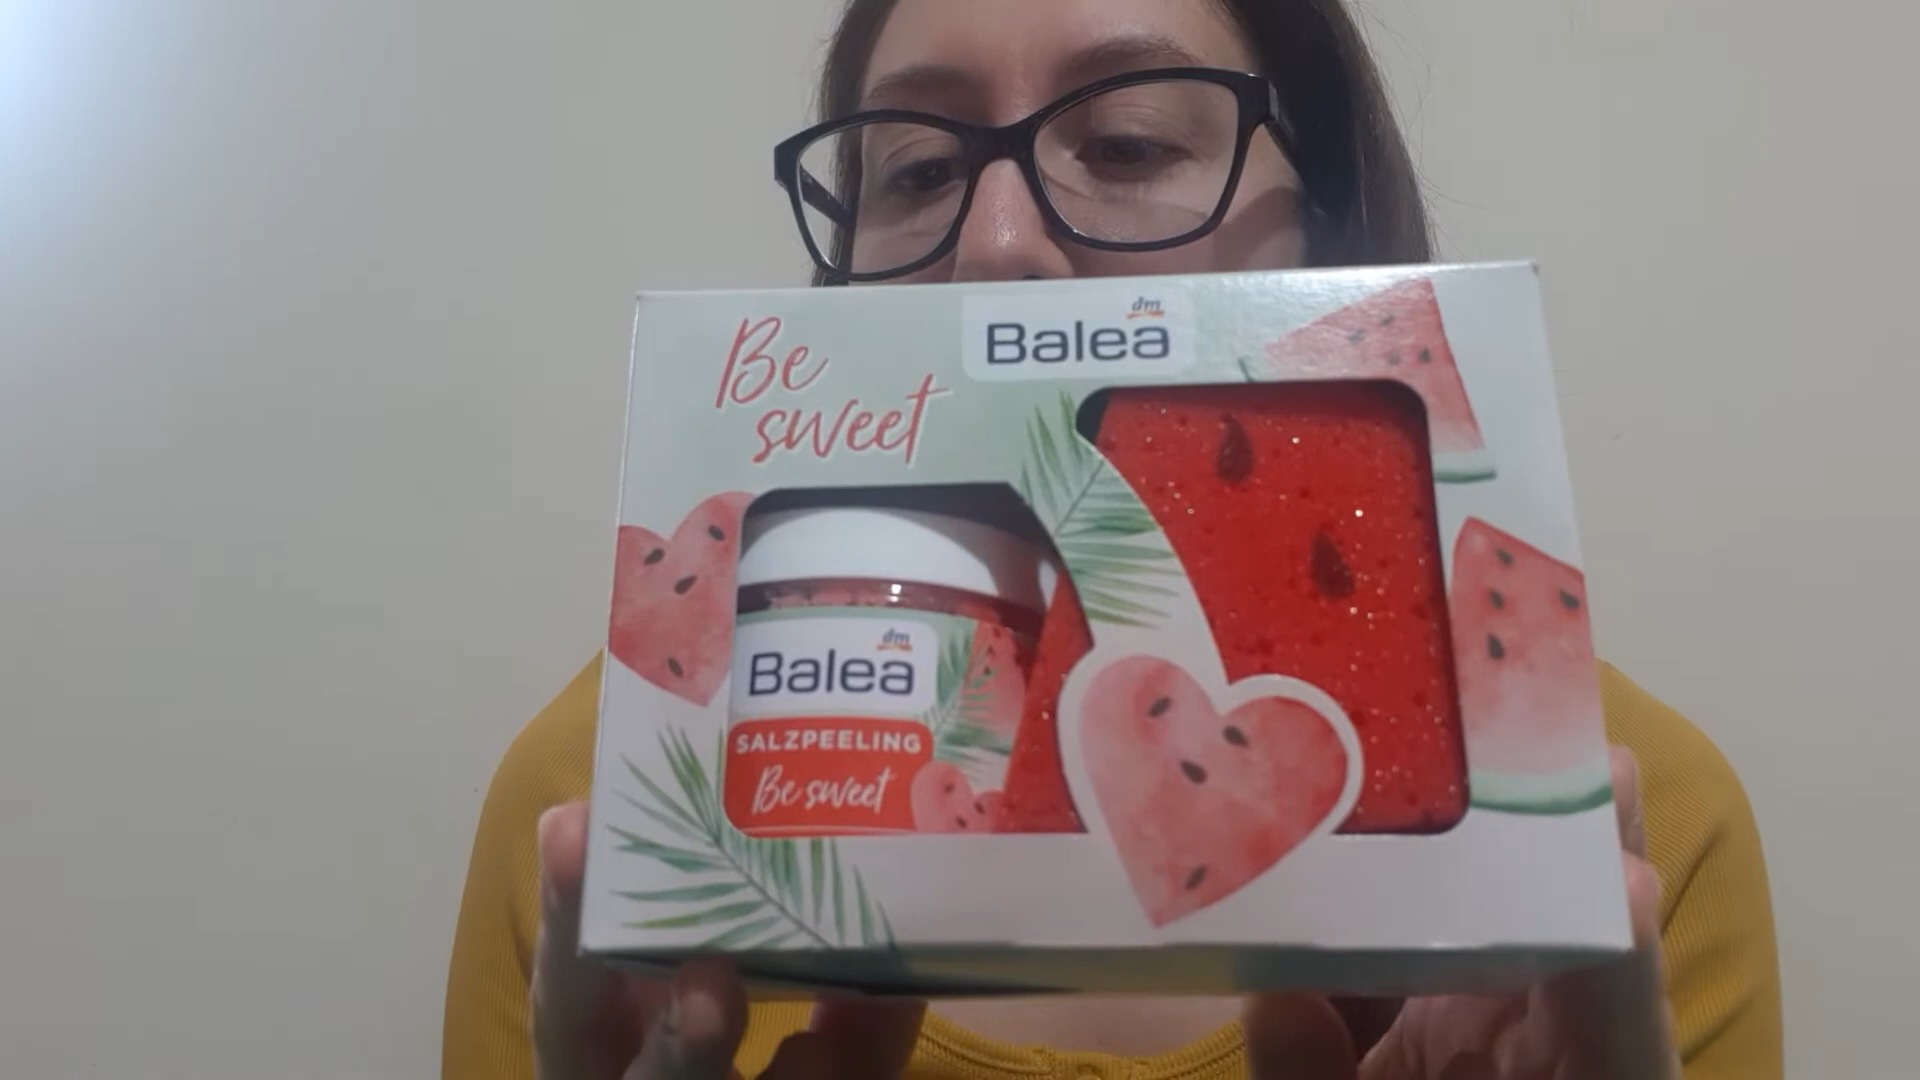 Be
sweet
dm
Balea
dm
Balea
SALZPEELING
Be sweet